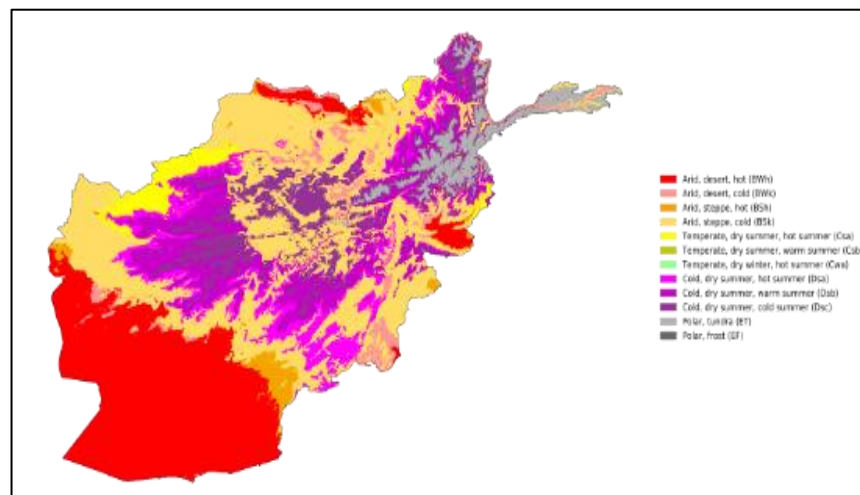 Arid, desert, hot (BWh)
Arid, desert, cold (BWk)
Arid, steppe, hot (BSh)
Arid, steppe, cold (BSk)
Temperate, dry summer, hot summer (Csa)
Temperate, dry summer, warm summer (Csb)
Temperate, dry winter, hot summer (Cwa)
Cold, dry summer, hot summer (Dsa)
Cold, dry summer, warm summer (Dsb)
Cold, dry summer, cold summer (Dsc)
Polar, tundra (ET)
Polar, frost (EF)